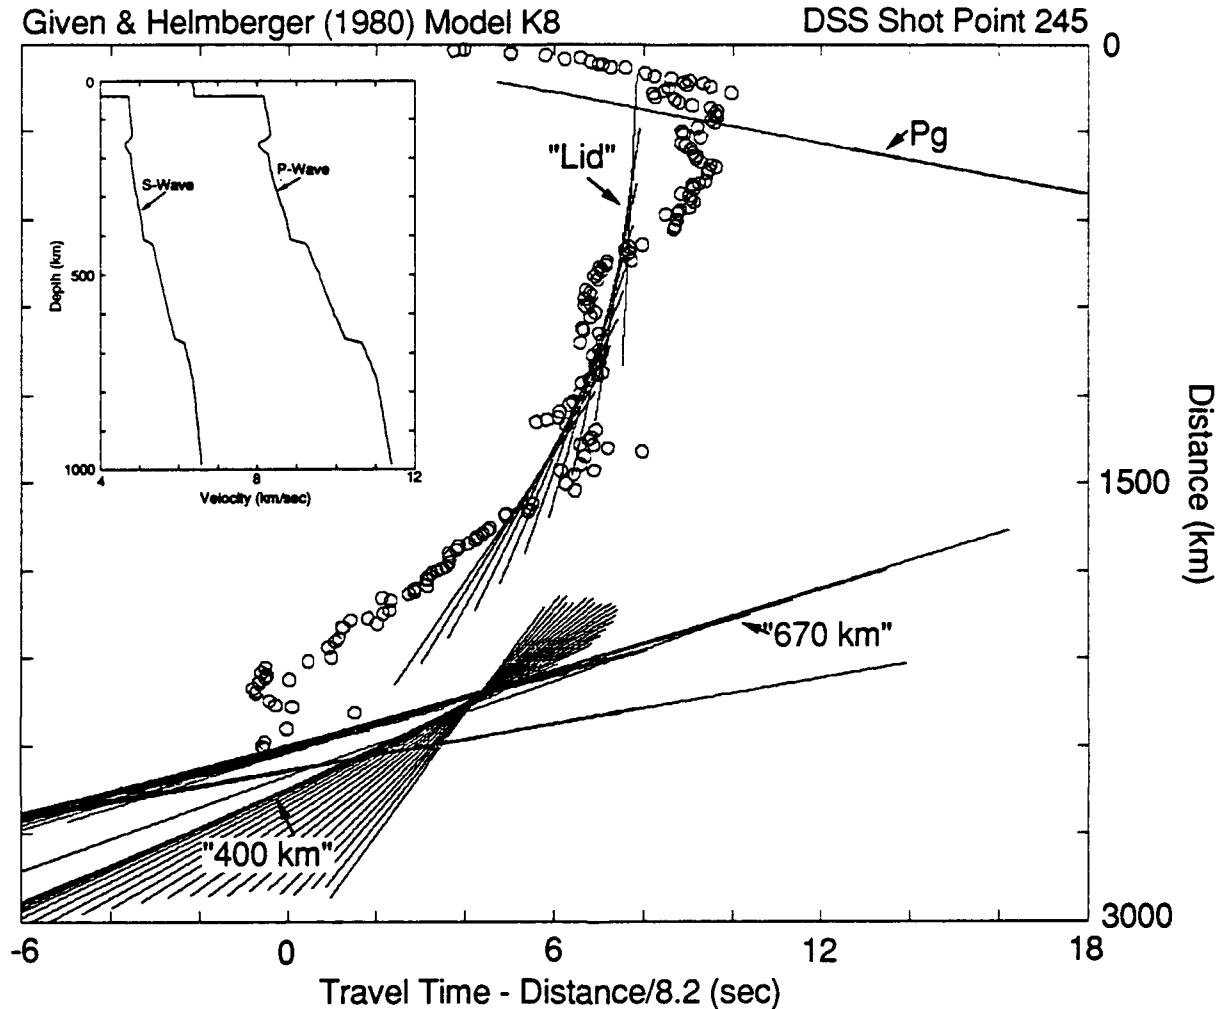 Given & Helmberger (1980) Model K8
DSS Shot Point 245
0
"Lid"
Pg
0
S-Wave
P-Wave
Depth (km)
500
1000
4
8
12
Velocity (km/sec)
Distance (km)
1500
"670 km"
"400 km"
3000
-6
0
6
12
18
Travel Time - Distance/8.2 (sec)